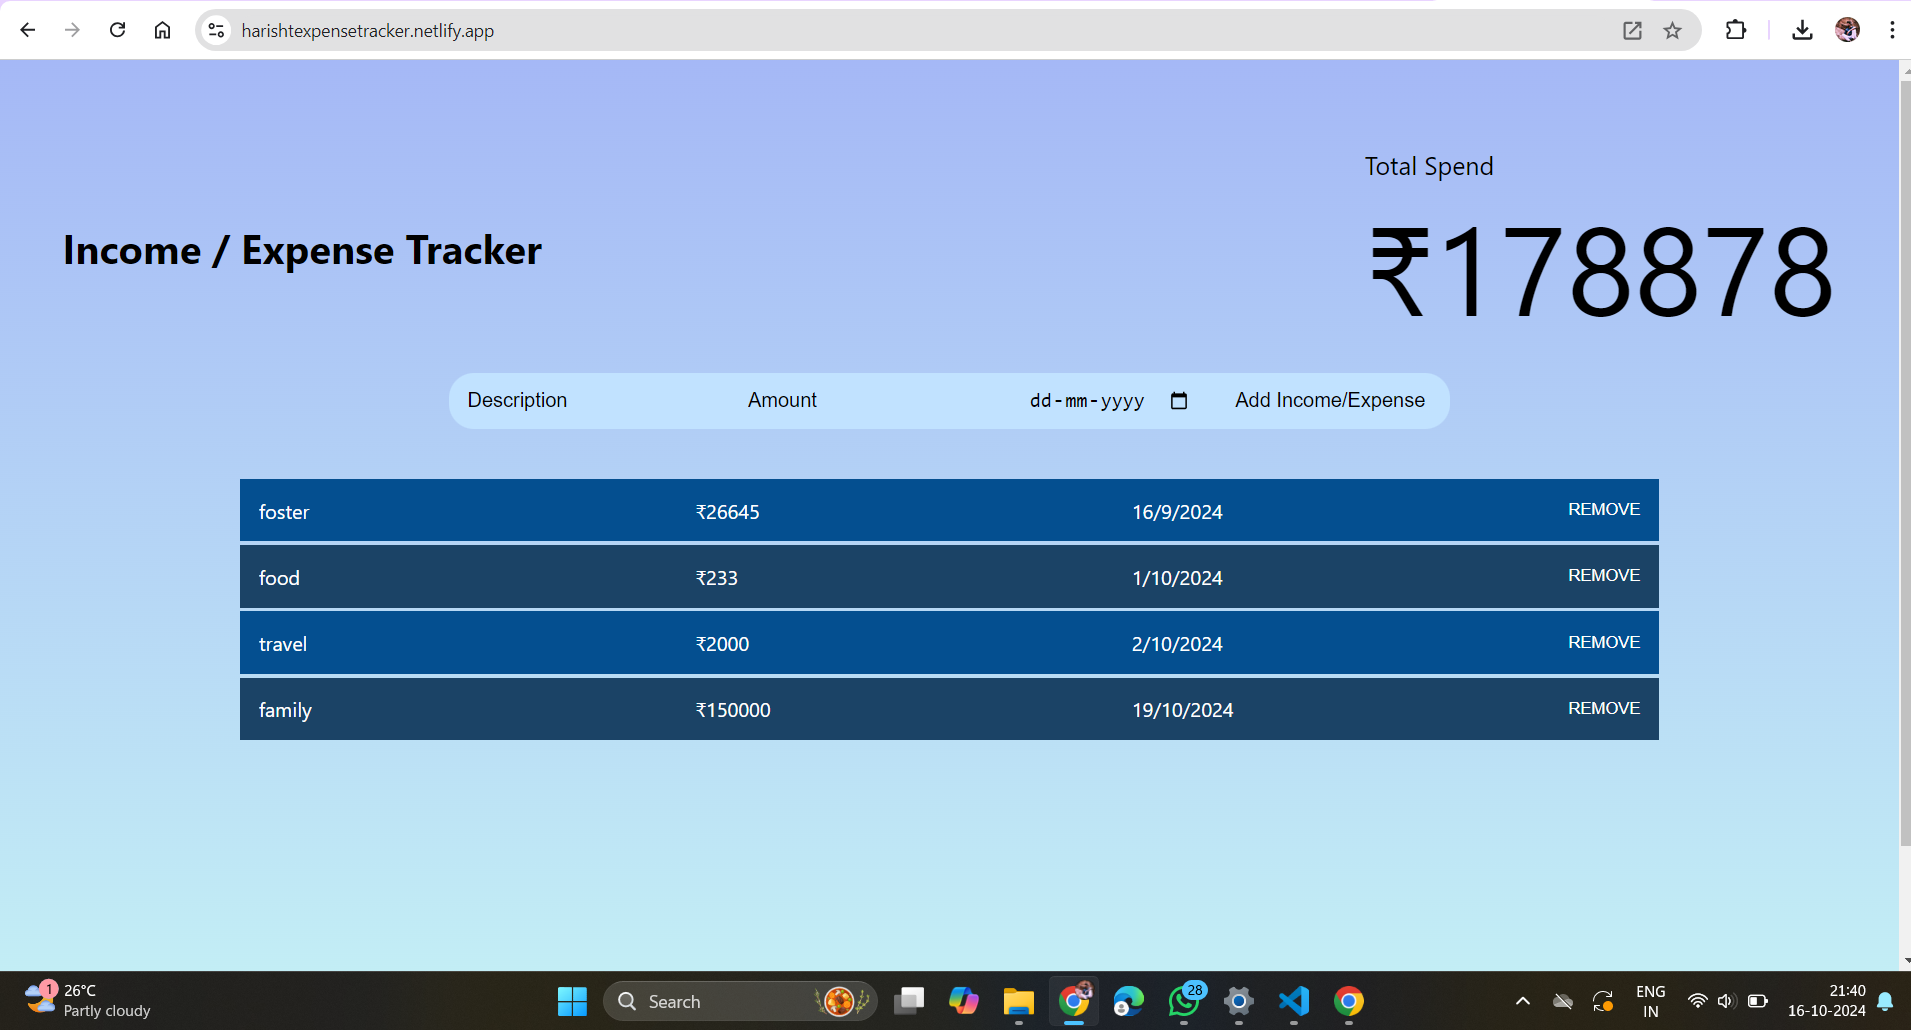 harishtexpensetracker.netlify.app
Total Spend
Income / Expense Tracker
₹178878
Description Amount dd-mm-yyyy Add Income/Expense
foster ₹26645 16/9/2024 REMOVE
food ₹233 1/10/2024 REMOVE
travel ₹2000 2/10/2024 REMOVE
family ₹150000 19/10/2024 REMOVE
1
26°C
Partly cloudy
Search
28
ENG
IN
21:40
16-10-2024